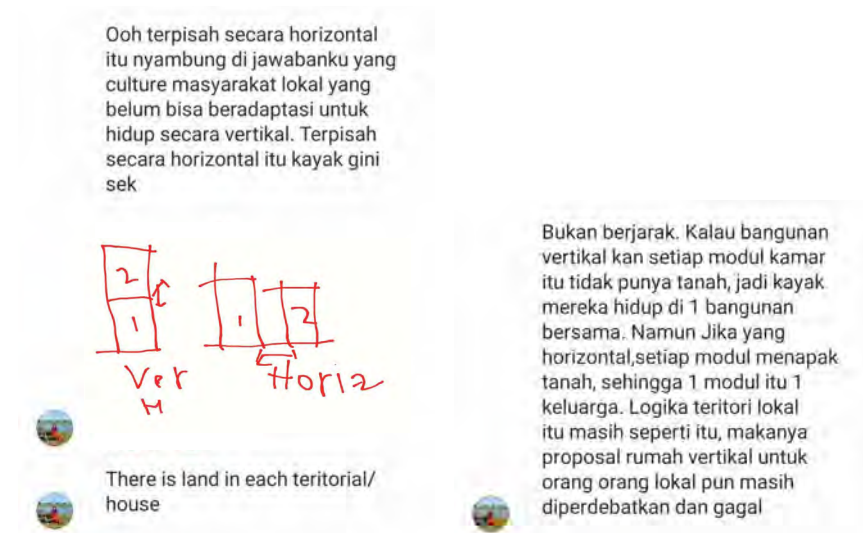 Ooh terpisah secara horizontal
itu nyambung di jawabanku yang
culture masyarakat lokal yang
belum bisa beradaptasi untuk
hidup secara vertikal. Terpisah
secara horizontal itu kayak gini
sek
2
1
1
2
Ver
Horiz
There is land in each teritorial/
house
Bukan berjarak. Kalau bangunan
vertikal kan setiap modul kamar
itu tidak punya tanah, jadi kayak
mereka hidup di 1 bangunan
bersama. Namun Jika yang
horizontal,setiap modul menapak
tanah, sehingga 1 modul itu 1
keluarga. Logika teritori lokal
itu masih seperti itu, makanya
proposal rumah vertikal untuk
orang orang lokal pun masih
diperdebatkan dan gagal